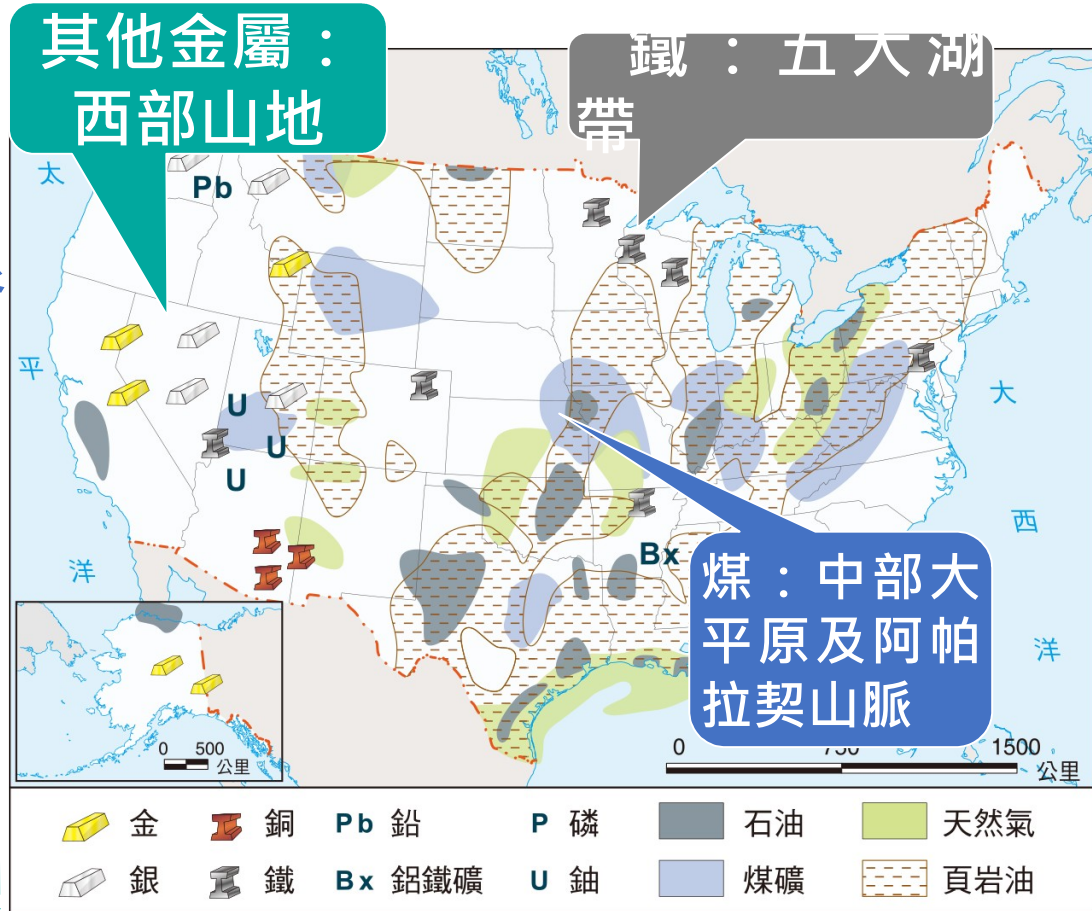 其他金屬：
西部山地
鐵：五大湖
帶
太
Pb
平
U
U
U
大
西
洋
Bx
煤：中部大
平原及阿帕
拉契山脈
洋
0 500
公里
0 750 1500
公里
金 銅 Pb 鉛 P 磷 石油 天然氣
銀 鐵 Bx 鋁鐵礦 U 鈾 煤礦 頁岩油